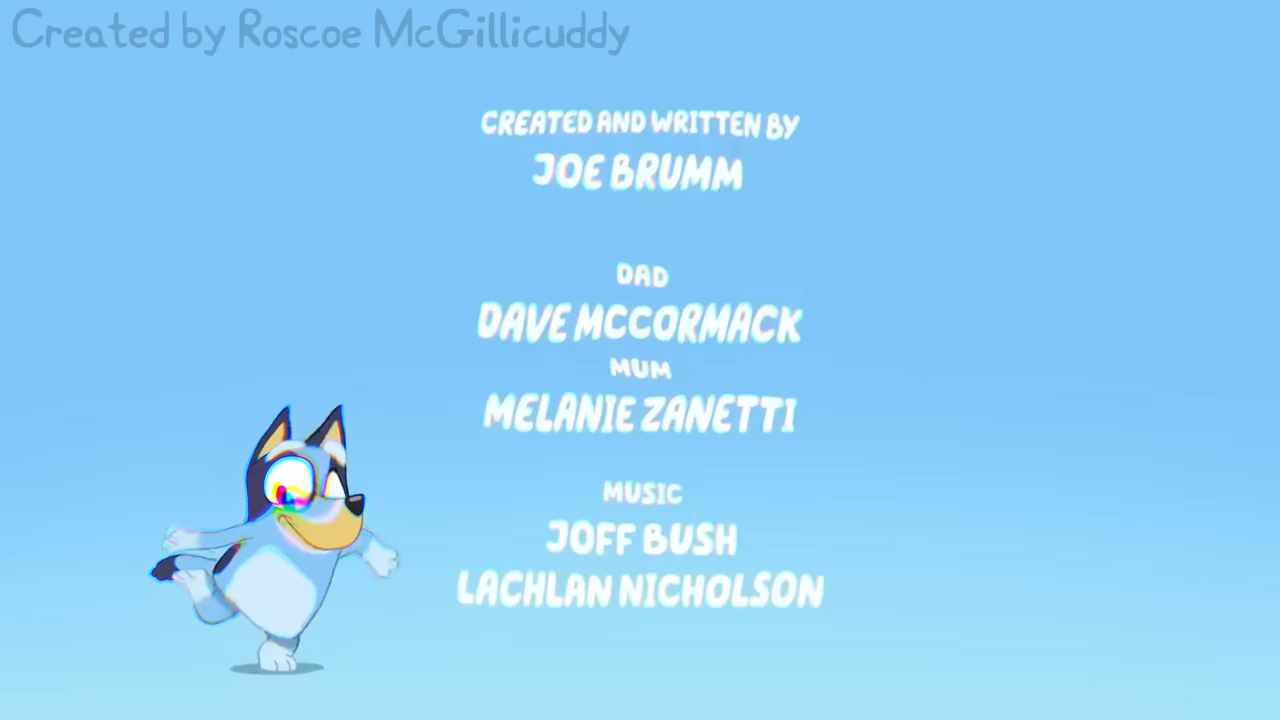 Created by Roscoe McGillicuddy
CREATED AND WRITTEN BY
JOE BRUMM
DAD
DAVE MCCORMACK
MUM
MELANIE ZANETTI
MUSIC
JOFF BUSH
LACHLAN NICHOLSON